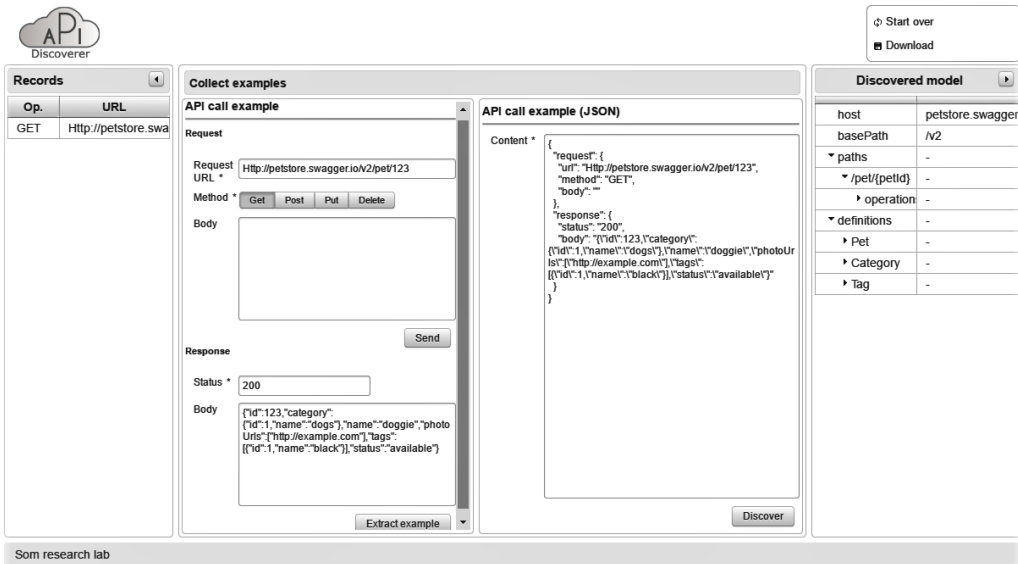 API
Discoverer
Start over
Download
Records
Op. URL
GET Http://petstore.swa
Collect examples
API call example
Request
Request URL * Http://petstore.swagger.io/v2/pet/123
Method * Get Post Put Delete
Body
Send
Response
Status * 200
Body
{"id":123,"category":
{"id":1,"name":"dogs"},"name":"doggie","photo
Urls":["http://example.com"],"tags":
[{"id":1,"name":"black"}],"status":"available"}
Extract example
API call example (JSON)
Content *
{
"request": {
"url": "Http://petstore.swagger.io/v2/pet/123",
"method": "GET",
"body": ""
},
"response": {
"status": "200",
"body": "{\"id\":123,\"category\":
{\"id\":1,\"name\":\"dogs\"},\"name\":\"doggie\",\"photoUr
ls\":[\"http://example.com\"],\"tags\":
[{\"id\":1,\"name\":\"black\"}],\"status\":\"available\"}"
}
}
Discover
Discovered model
host petstore.swagger
basePath /v2
paths -
/pet/{petId} -
operation -
definitions -
Pet -
Category -
Tag -
Som research lab